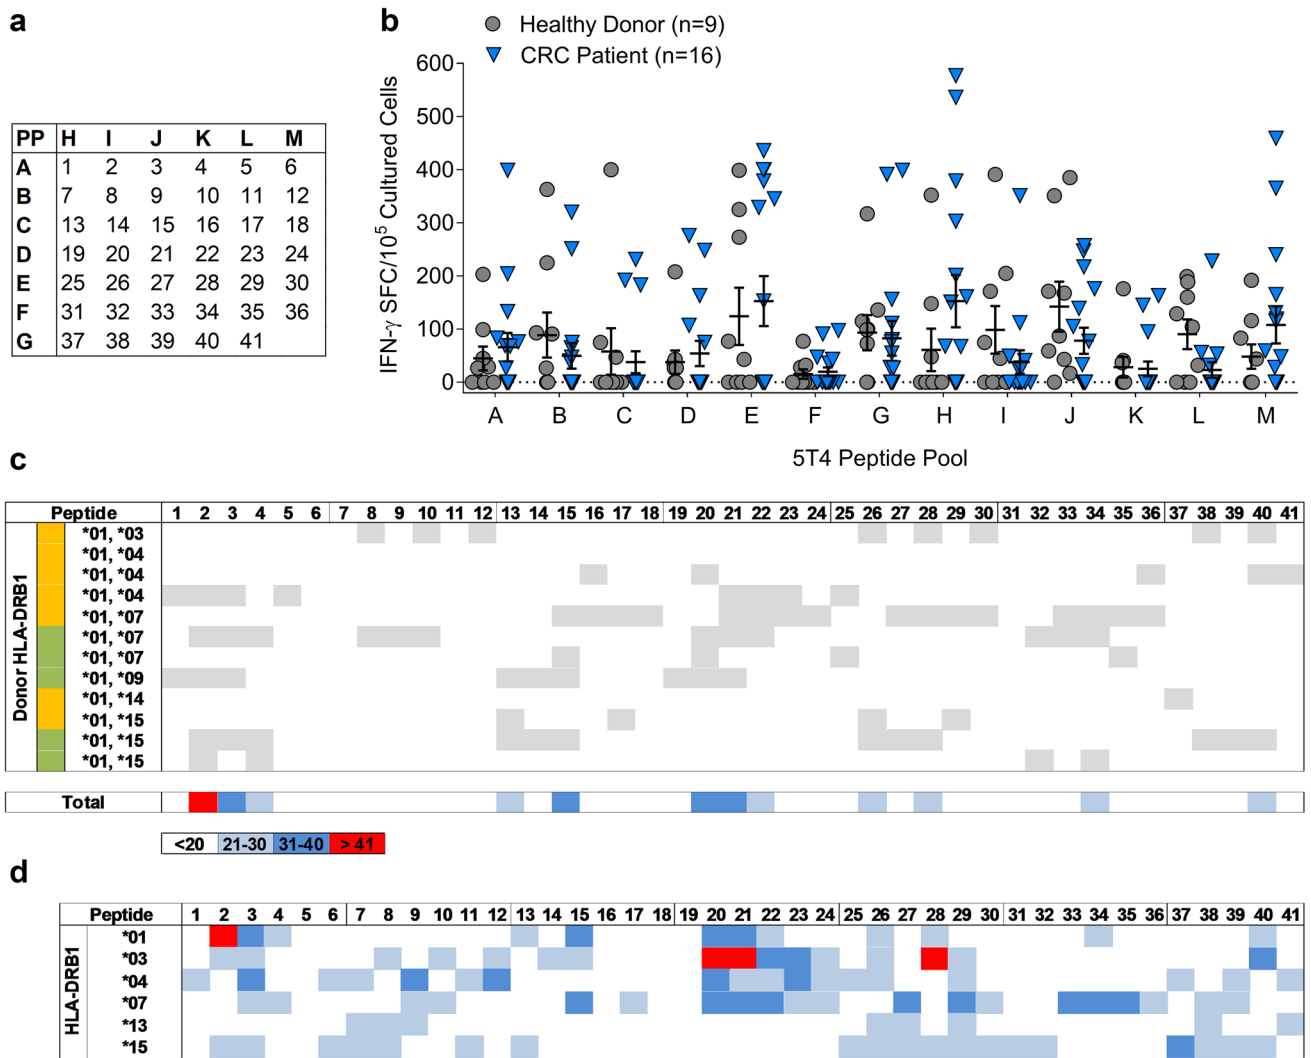 a
PP H I J K L M
A 1 2 3 4 5 6
B 7 8 9 10 11 12
C 13 14 15 16 17 18
D 19 20 21 22 23 24
E 25 26 27 28 29 30
F 31 32 33 34 35 36
G 37 38 39 40 41
b
Healthy Donor (n=9)
CRC Patient (n=16)
IFN-γ SFC/10⁵ Cultured Cells
600
500
400
300
200
100
0
A B C D E F G H I J K L M
5T4 Peptide Pool
c
Peptide 1 2 3 4 5 6 7 8 9 10 11 12 13 14 15 16 17 18 19 20 21 22 23 24 25 26 27 28 29 30 31 32 33 34 35 36 37 38 39 40 41
Donor HLA-DRB1
*01, *03
*01, *04
*01, *04
*01, *04
*01, *07
*01, *07
*01, *07
*01, *09
*01, *14
*01, *15
*01, *15
*01, *15
Total
<20 21-30 31-40 > 41
d
Peptide 1 2 3 4 5 6 7 8 9 10 11 12 13 14 15 16 17 18 19 20 21 22 23 24 25 26 27 28 29 30 31 32 33 34 35 36 37 38 39 40 41
HLA-DRB1
*01
*03
*04
*07
*13
*15